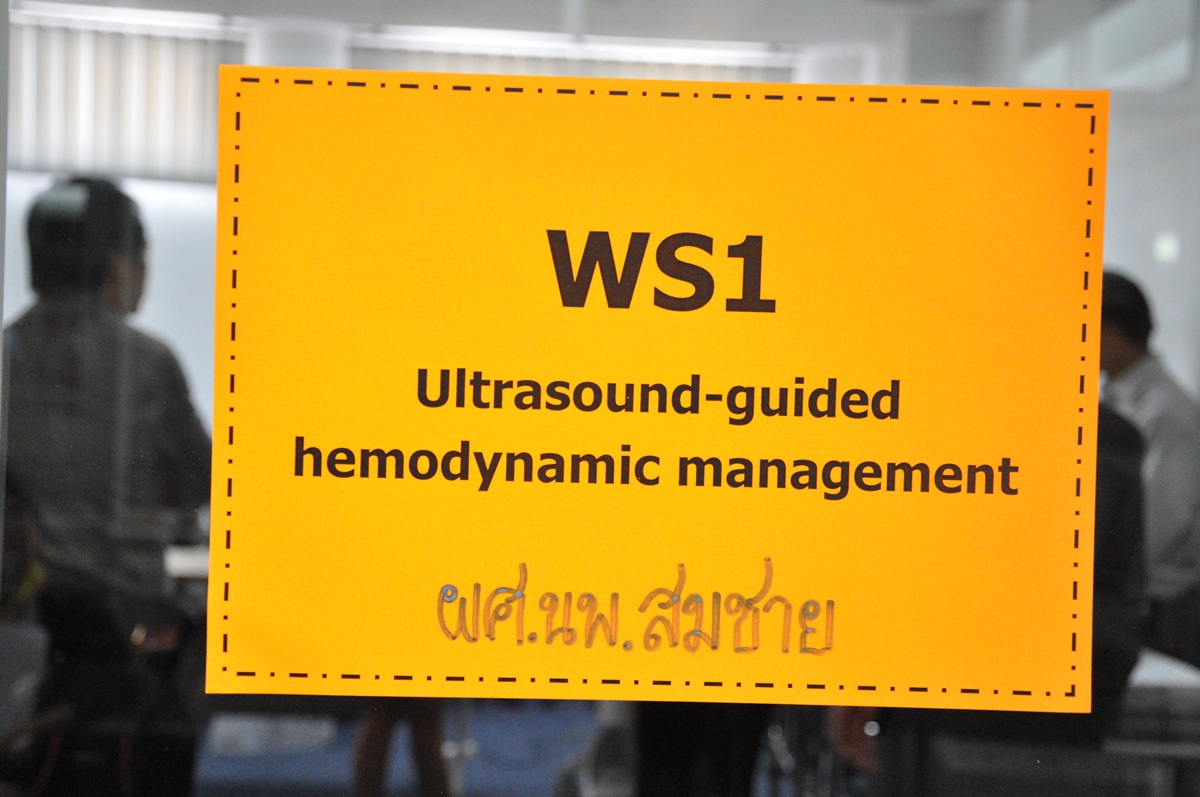 WS1
Ultrasound-guided
hemodynamic management
ผศ.นพ.สมชาย